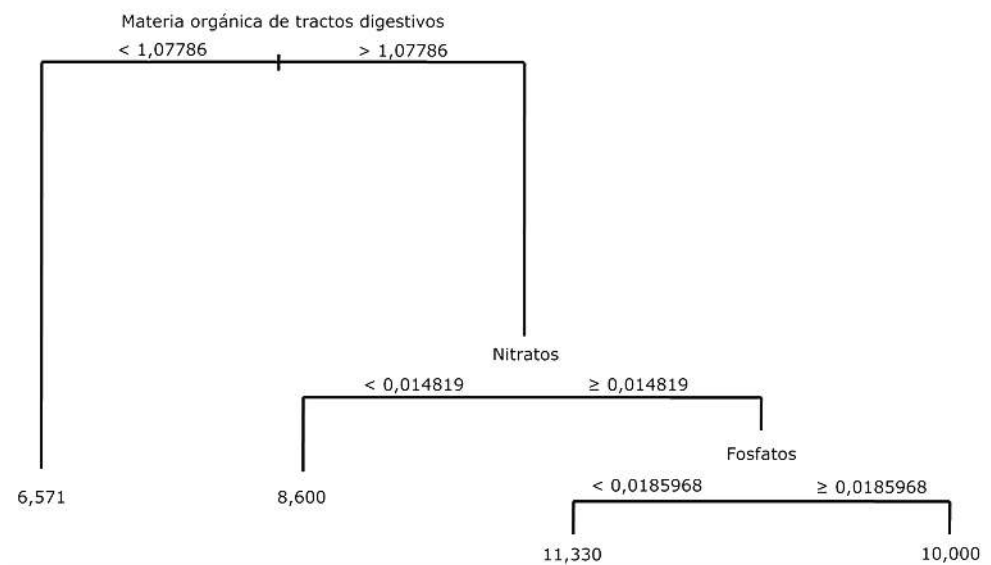 Materia orgánica de tractos digestivos
< 1,07786 > 1,07786
Nitratos
< 0,014819 ≥ 0,014819
Fosfatos
< 0,0185968 ≥ 0,0185968
6,571 8,600
11,330 10,000